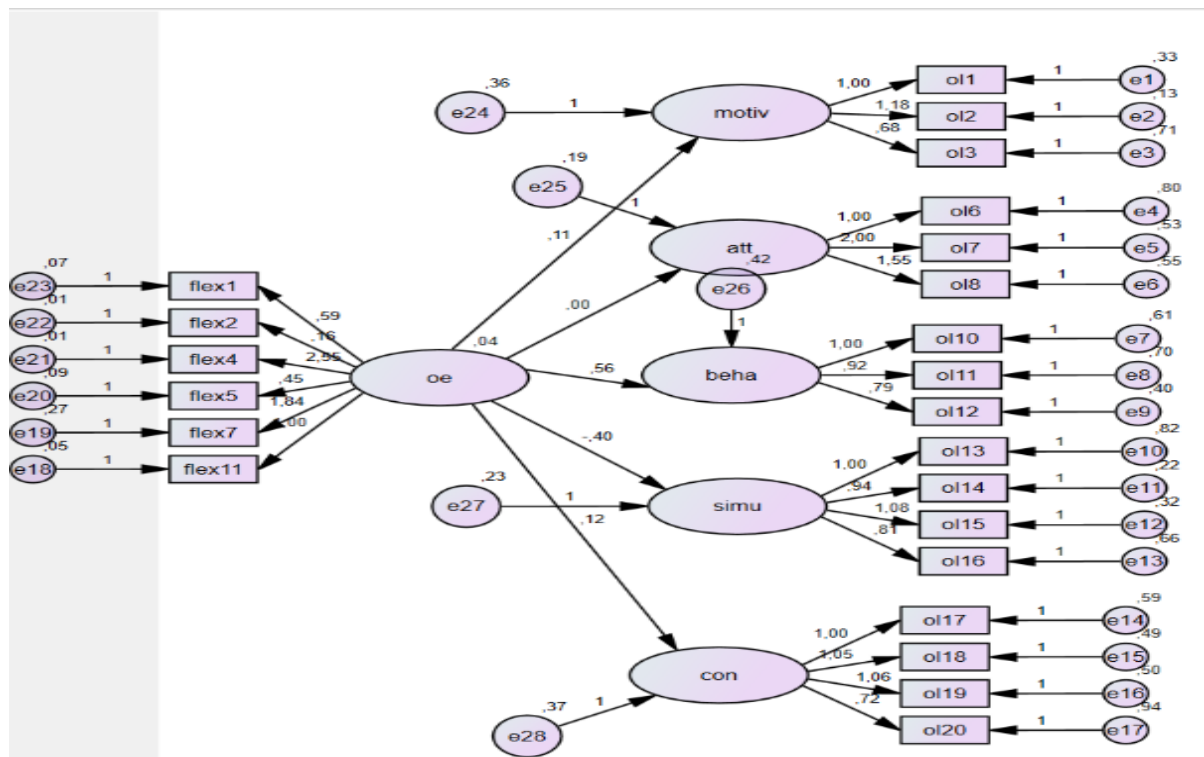 ,33
,36 1 1,00 ol1 1 e1
,13
e24 motiv 1,18 ol2 1 e2
,71
,68 ol3 1 e3
,19
e25 1 ,80
1,00 ol6 1 e4
,11 ,53
att 2,00 ol7 1 e5
,42 1,55 ,55
,07 e26 ol8 1 e6
e23 1 flex1
,01 ,59 ,00 1 ,61
e22 1 flex2 ,16 1,00 ol10 1 e7
,01 ,04 ,70
e21 1 flex4 2,55 oe ,56 beha ,92 ol11 1 e8
,09 ,45 ,79 ,40
e20 1 flex5 1,84 ol12 1 e9
,27 ,00
e19 1 flex7 -,40 ,82
,05 1,00 ol13 1 e10
e18 1 flex11 ,23 ,94 ,22
ol14 1 e11
e27 1 simu 1,08 ,32
,12 ol15 1 e12
,81 ,66
ol16 1 e13
,59
1,00 ol17 1 e14
1,05 ,49
ol18 1 e15
con 1,06 ,50
ol19 1 e16
,37 1 ,72 ,94
e28 ol20 1 e17